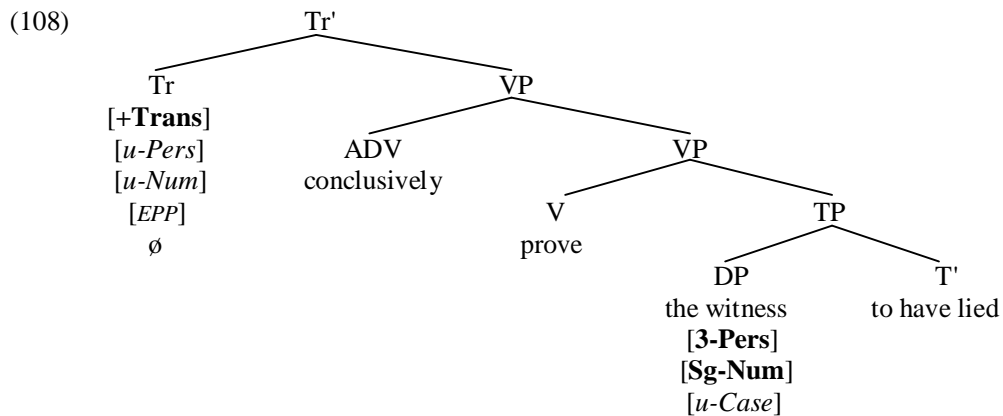 (108) Tr'
Tr VP
[+Trans]
[u-Pers] ADV VP
[u-Num] conclusively
[EPP] V TP
ø prove
DP T'
the witness to have lied
[3-Pers]
[Sg-Num]
[u-Case]